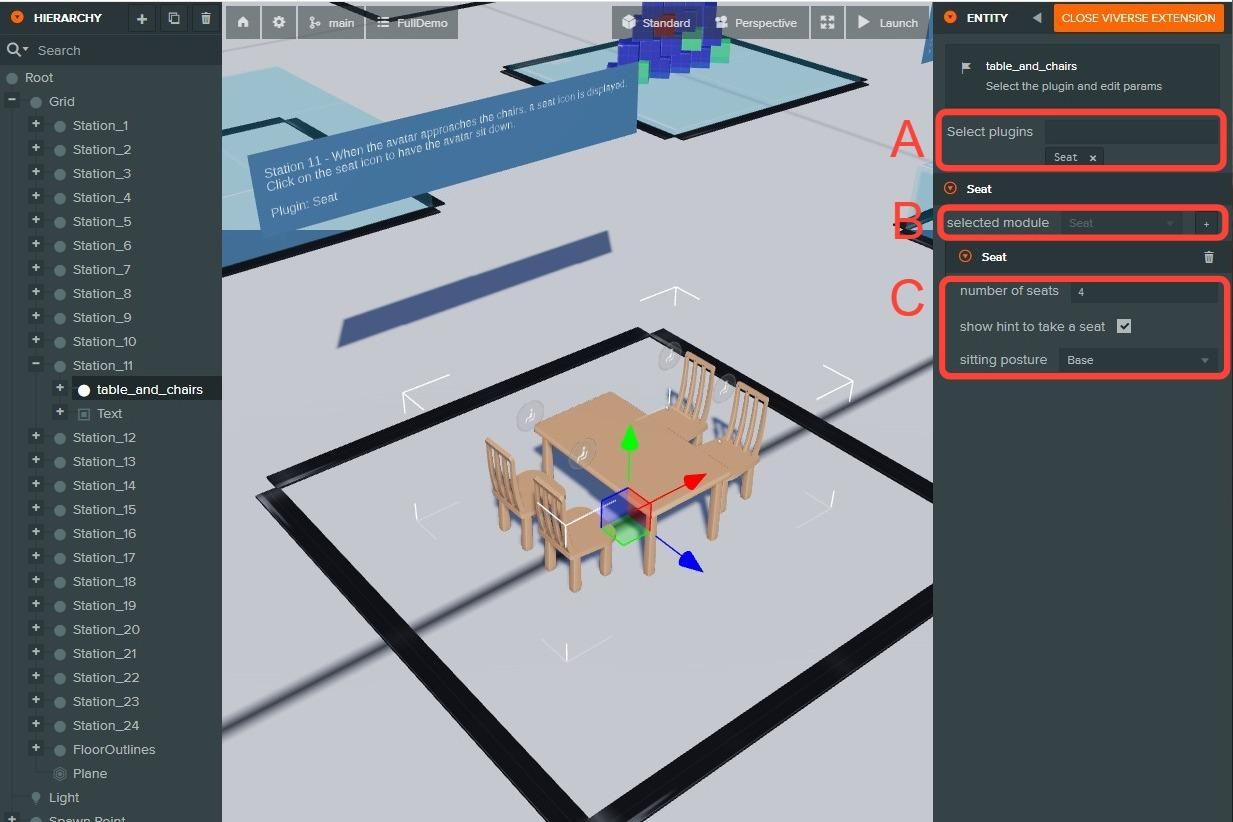 HIERARCHY
Search
Root
Grid
Station_1
Station_2
Station_3
Station_4
Station_5
Station_6
Station_7
Station_8
Station_9
Station_10
Station_11
table_and_chairs
Text
Station_12
Station_13
Station_14
Station_15
Station_16
Station_17
Station_18
Station_19
Station_20
Station_21
Station_22
Station_23
Station_24
FloorOutlines
Plane
Light
Spawn Point
main
FullDemo
Standard
Perspective
Launch
Station 11 - When the avatar approaches the chairs, a seat icon is displayed.
Click on the seat icon to have the avatar sit down.
Plugin: Seat
ENTITY
CLOSE VIVERSE EXTENSION
table_and_chairs
Select the plugin and edit params
A
Select plugins
Seat ×
Seat
B
selected module Seat +
Seat
C
number of seats 4
show hint to take a seat
sitting posture Base